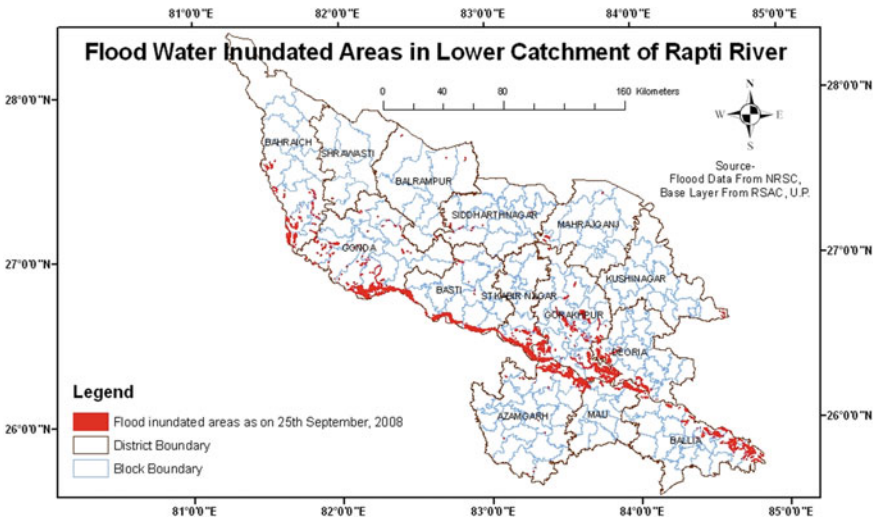 81°0'0"E 82°0'0"E 83°0'0"E 84°0'0"E 85°0'0"E
Flood Water Inundated Areas in Lower Catchment of Rapti River
0 40 80 160 Kilometers
N
W E
S
28°0'0"N 28°0'0"N
Source-
Floood Data From NRSC,
Base Layer From RSAC, U.P.
BAHRAICH
SHRAWASTI
BALRAMPUR
SIDDHARTHNAGAR
MAHRAJGANJ
GONDA
27°0'0"N 27°0'0"N
KUSHINAGAR
BASTI
ST.KABIR NAGAR
GORAKHPUR
DEORIA
Legend
Flood inundated areas as on 25th September, 2008
District Boundary
Block Boundary
AZAMGARH
MAU
BALLIA
26°0'0"N 26°0'0"N
81°0'0"E 82°0'0"E 83°0'0"E 84°0'0"E 85°0'0"E